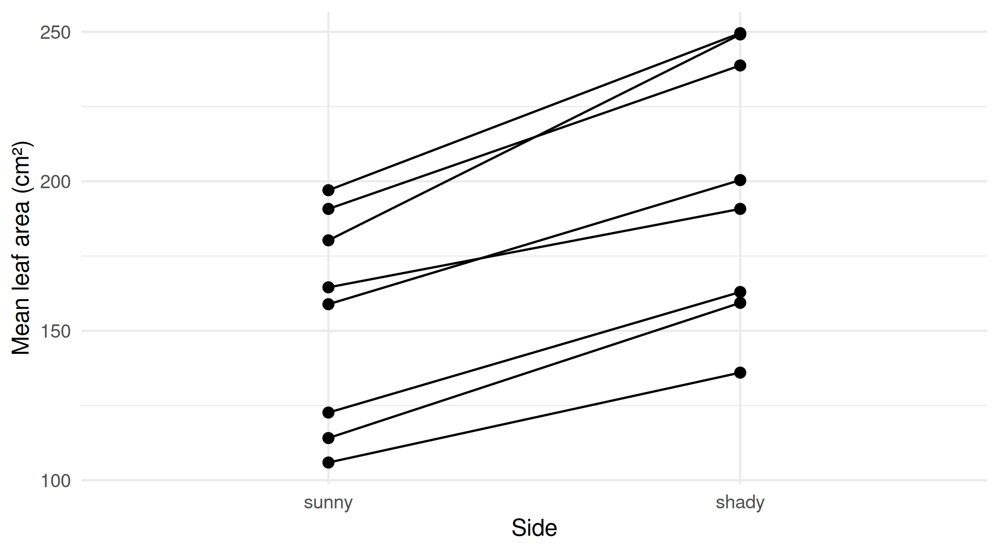 Mean leaf area (cm²)
250
200
150
100
sunny shady
Side